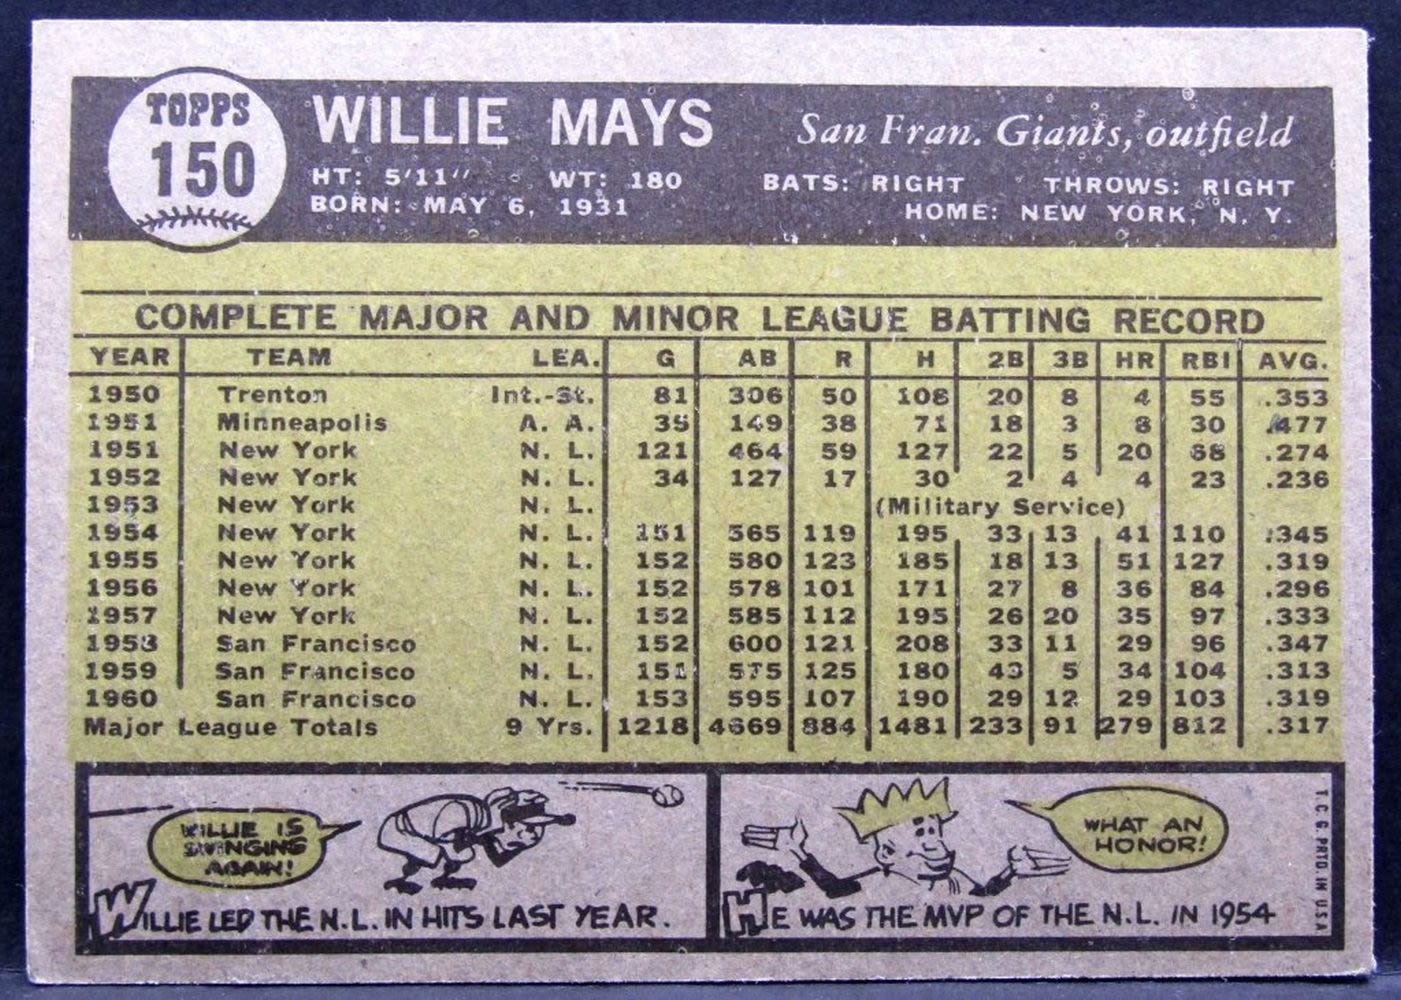 TOPPS
150
WILLIE MAYS
San Fran. Giants, outfield
HT: 5'11" WT: 180 BATS: RIGHT THROWS: RIGHT
BORN: MAY 6, 1931 HOME: NEW YORK, N. Y.
COMPLETE MAJOR AND MINOR LEAGUE BATTING RECORD
YEAR TEAM LEA. G AB R H 2B 3B HR RBI AVG.
1950 Trenton Int.-St. 81 306 50 108 20 8 4 55 .353
1951 Minneapolis A. A. 35 149 38 71 18 3 8 30 .477
1951 New York N. L. 121 464 59 127 22 5 20 68 .274
1952 New York N. L. 34 127 17 30 2 4 4 23 .236
1953 New York N. L. (Military Service)
1954 New York N. L. 151 565 119 195 33 13 41 110 .345
1955 New York N. L. 152 580 123 185 18 13 51 127 .319
1956 New York N. L. 152 578 101 171 27 8 36 84 .296
1957 New York N. L. 152 585 112 195 26 20 35 97 .333
1958 San Francisco N. L. 152 600 121 208 33 11 29 96 .347
1959 San Francisco N. L. 151 575 125 180 43 5 34 104 .313
1960 San Francisco N. L. 153 595 107 190 29 12 29 103 .319
Major League Totals 9 Yrs. 1218 4669 884 1481 233 91 279 812 .317
WILLIE IS
SWINGING
AGAIN!
WILLIE LED THE N.L. IN HITS LAST YEAR.
WHAT AN
HONOR!
HE WAS THE MVP OF THE N.L. IN 1954
T. C. G. PRTD. IN U.S.A.